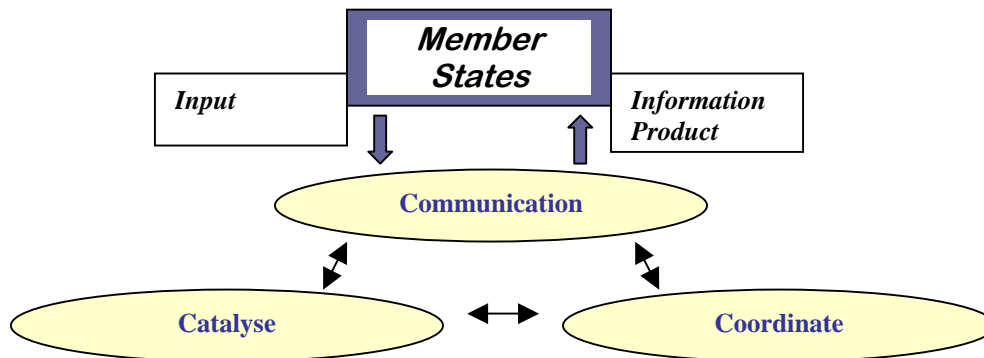 Member
States
Input
Information
Product
Communication
Catalyse
Coordinate